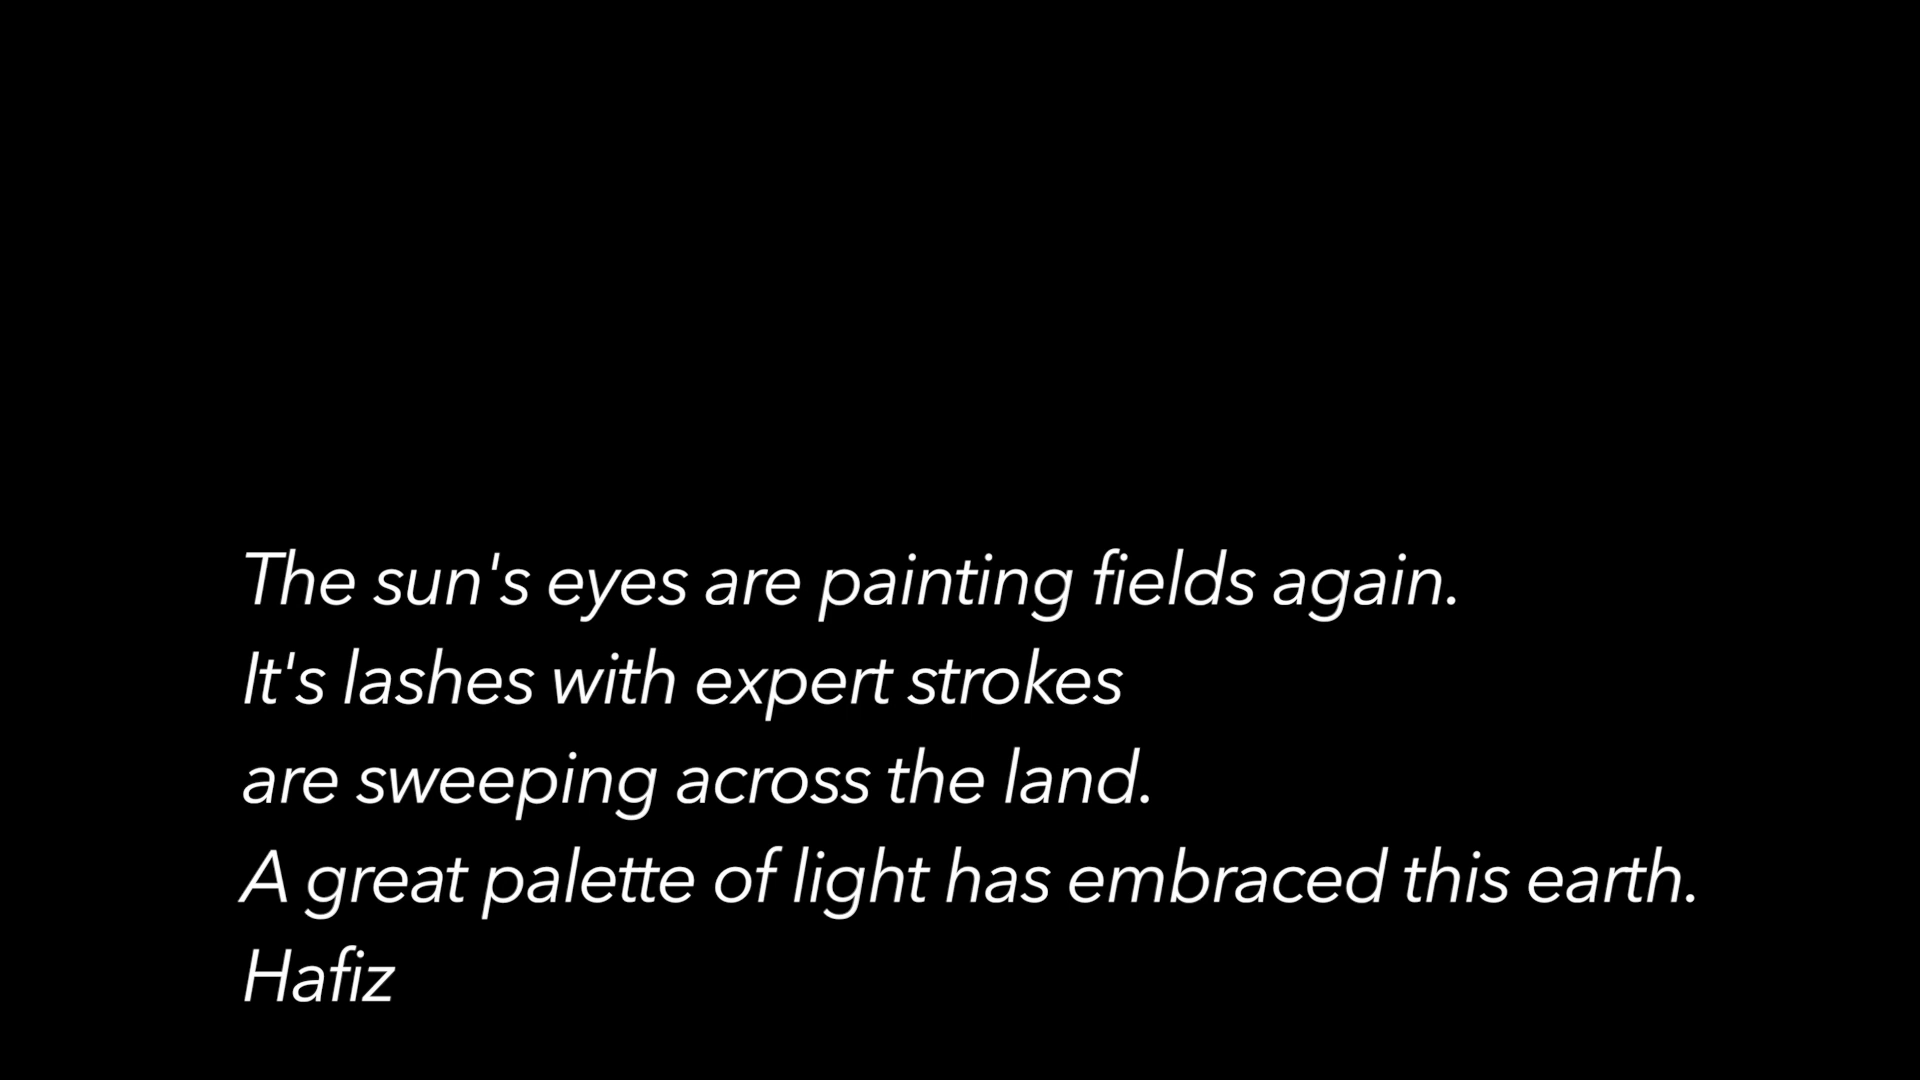 The sun's eyes are painting fields again.
It's lashes with expert strokes
are sweeping across the land.
A great palette of light has embraced this earth.
Hafiz